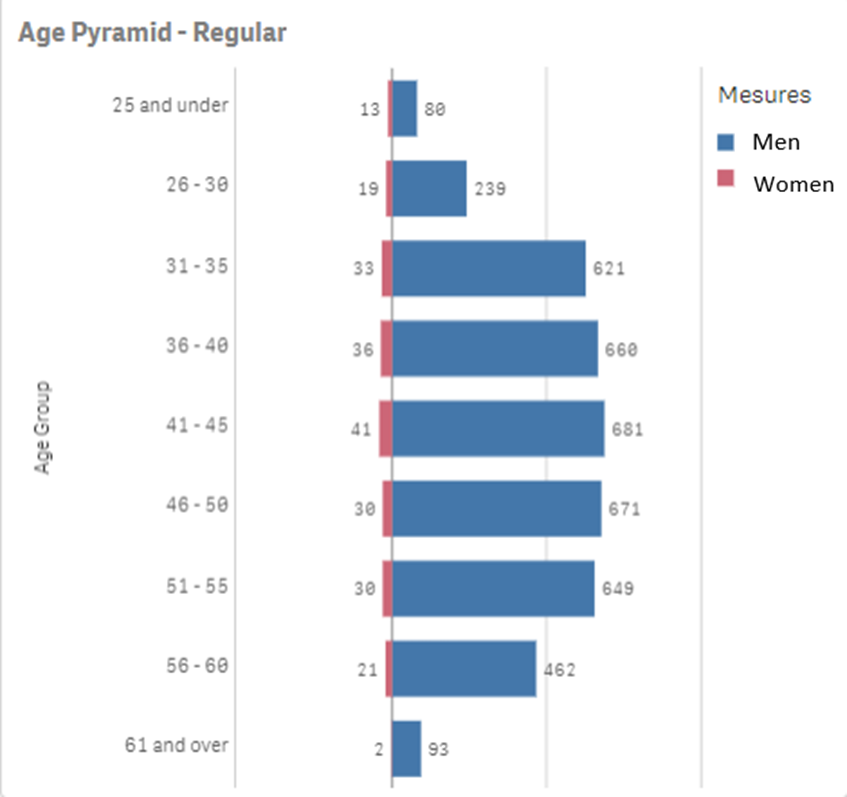 Age Pyramid - Regular
Mesures
Men
Women
Age Group
25 and under 13 80
26 - 30 19 239
31 - 35 33 621
36 - 40 36 660
41 - 45 41 681
46 - 50 30 671
51 - 55 30 649
56 - 60 21 462
61 and over 2 93